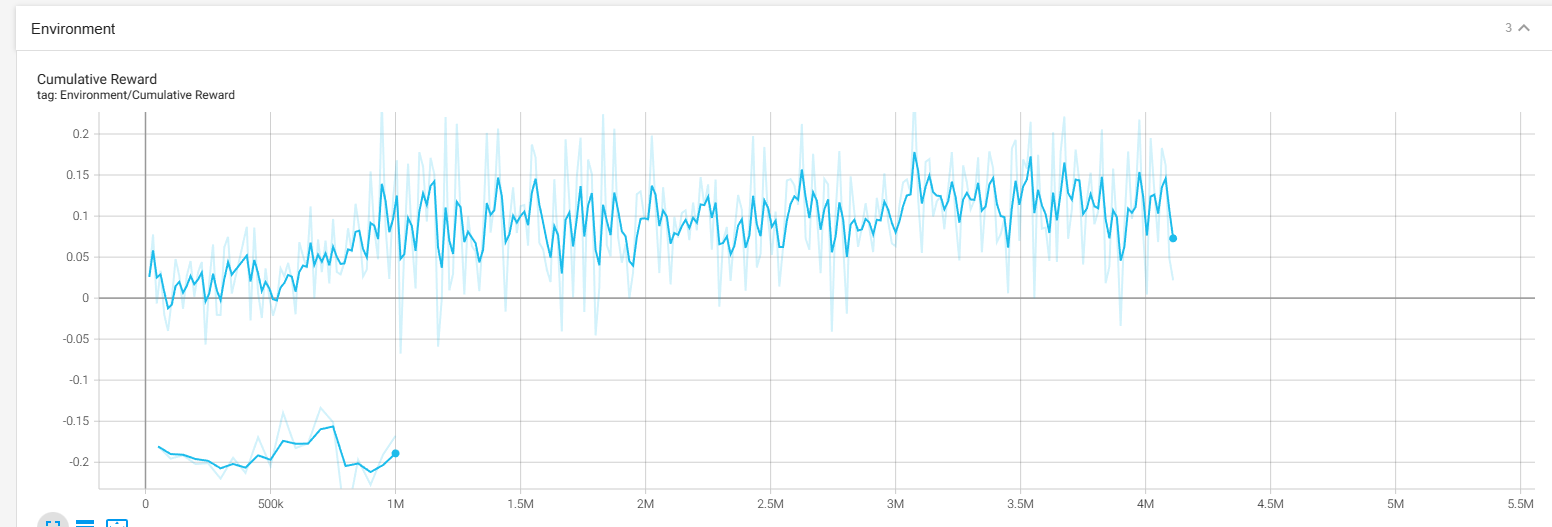 Environment
3
Cumulative Reward
tag: Environment/Cumulative Reward
0.2
0.15
0.1
0.05
0
-0.05
-0.1
-0.15
-0.2
0 500k 1M 1.5M 2M 2.5M 3M 3.5M 4M 4.5M 5M 5.5M